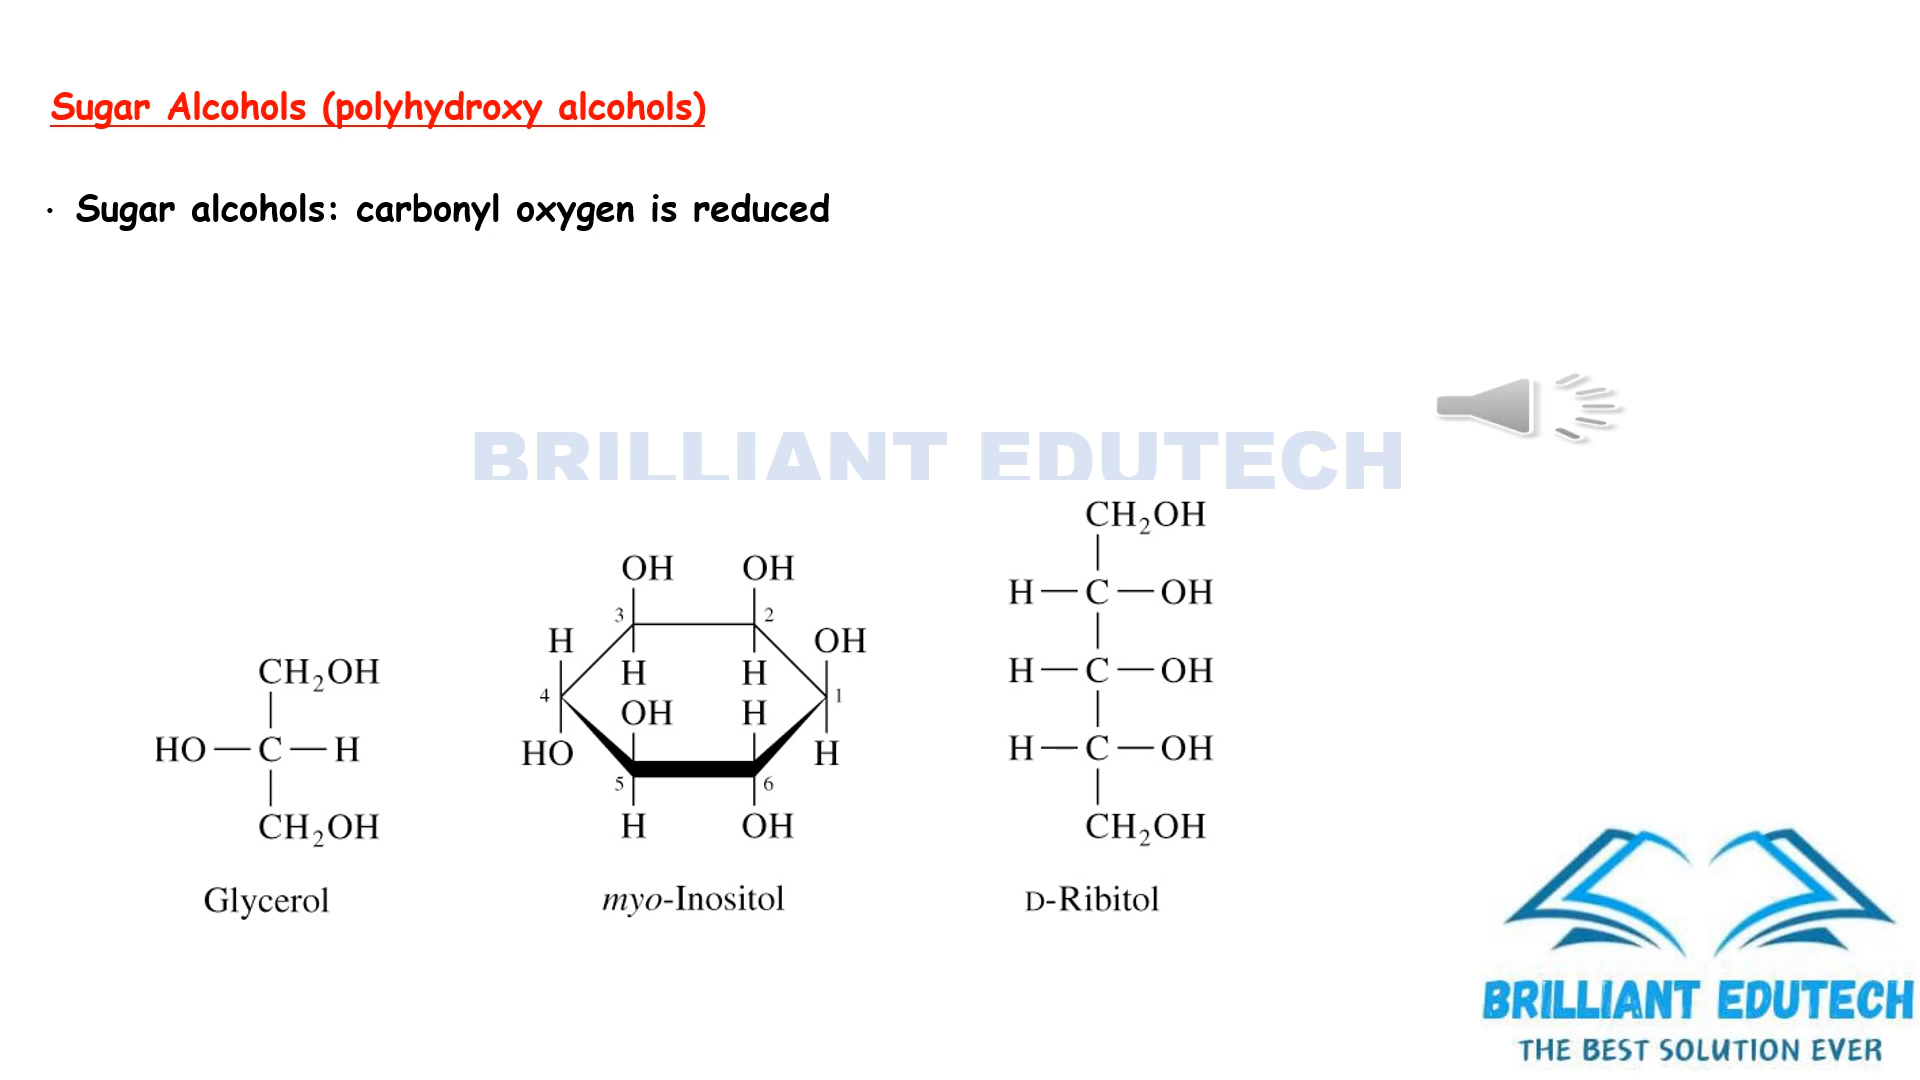 Sugar Alcohols (polyhydroxy alcohols)
· Sugar alcohols: carbonyl oxygen is reduced
BRILLIANT EDUTECH
CH₂OH
HO—C—H
CH₂OH
Glycerol
OH OH
3 2
H OH
H H
4 1
OH H
HO H
5 6
H OH
myo-Inositol
CH₂OH
H—C—OH
H—C—OH
H—C—OH
CH₂OH
D-Ribitol
BRILLIANT EDUTECH
THE BEST SOLUTION EVER